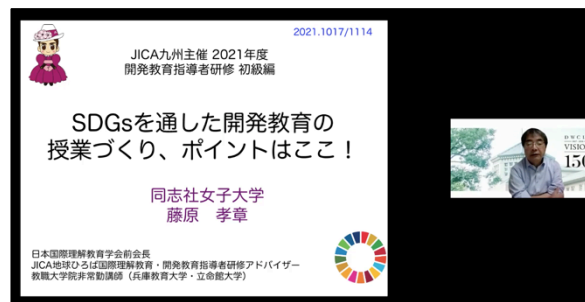 2021.1017/1114
JICA九州主催 2021年度
開発教育指導者研修 初級編
SDGsを通した開発教育の
授業づくり、ポイントはここ！
同志社女子大学
藤原 孝章
日本国際理解教育学会前会長
JICA地球ひろば国際理解教育・開発教育指導者研修アドバイザー
教職大学院非常勤講師（兵庫教育大学・立命館大学）
VISION
150